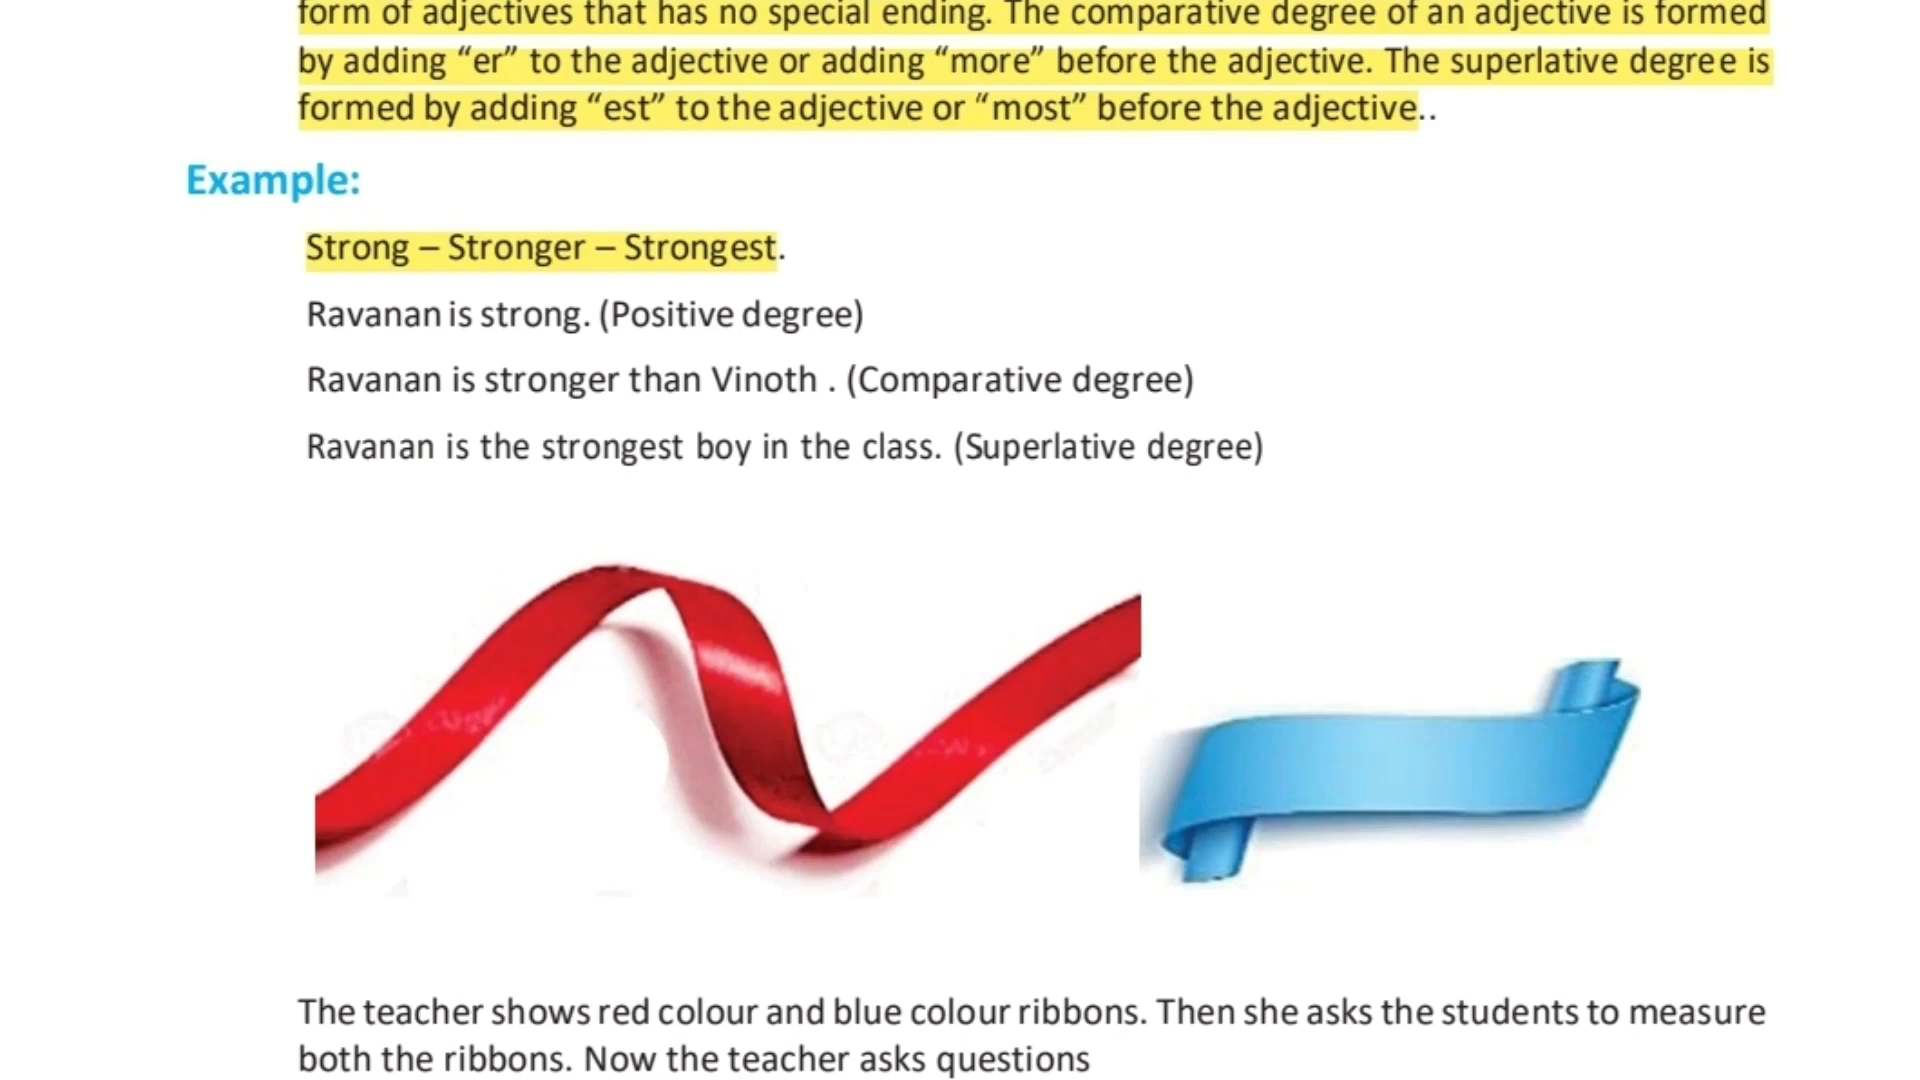 form of adjectives that has no special ending. The comparative degree of an adjective is formed
by adding “er” to the adjective or adding “more” before the adjective. The superlative degree is
formed by adding “est” to the adjective or “most” before the adjective..
Example:
Strong – Stronger – Strongest.
Ravanan is strong. (Positive degree)
Ravanan is stronger than Vinoth . (Comparative degree)
Ravanan is the strongest boy in the class. (Superlative degree)
The teacher shows red colour and blue colour ribbons. Then she asks the students to measure
both the ribbons. Now the teacher asks questions